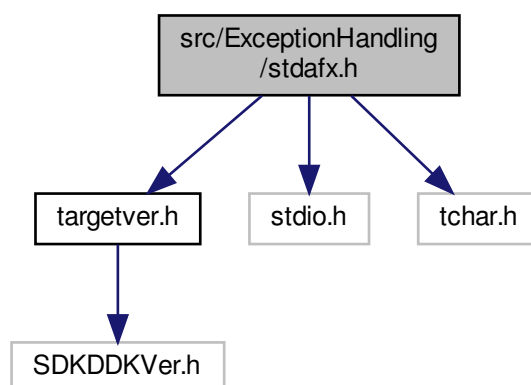 src/ExceptionHandling
/stdafx.h
targetver.h
stdio.h
tchar.h
SDKDDKVer.h